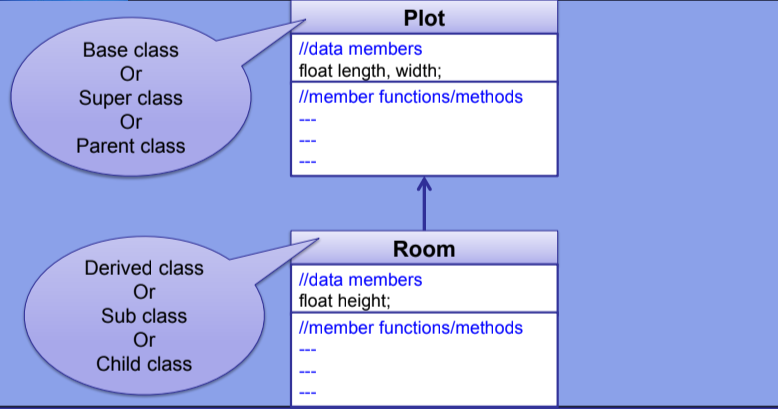 Plot
Base class
Or
Super class
Or
Parent class
//data members
float length, width;
//member functions/methods
---
---
---
Room
Derived class
Or
Sub class
Or
Child class
//data members
float height;
//member functions/methods
---
---
---